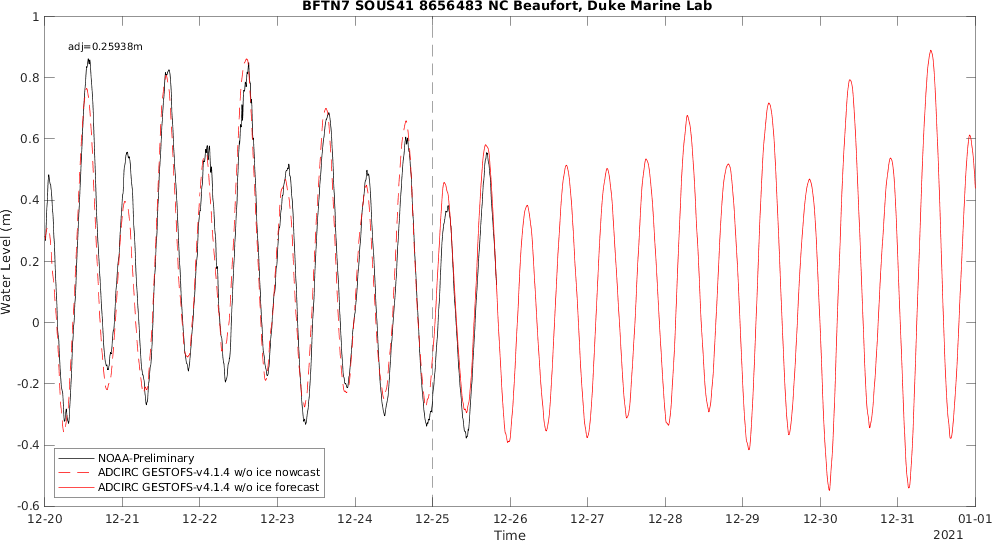 BFTN7 SOUS41 8656483 NC Beaufort, Duke Marine Lab
adj=0.25938m
1
0.8
0.6
0.4
0.2
0
-0.2
-0.4
-0.6
Water Level (m)
NOAA-Preliminary
ADCIRC GESTOFS-v4.1.4 w/o ice nowcast
ADCIRC GESTOFS-v4.1.4 w/o ice forecast
12-20 12-21 12-22 12-23 12-24 12-25 12-26 12-27 12-28 12-29 12-30 12-31 01-01
Time
2021